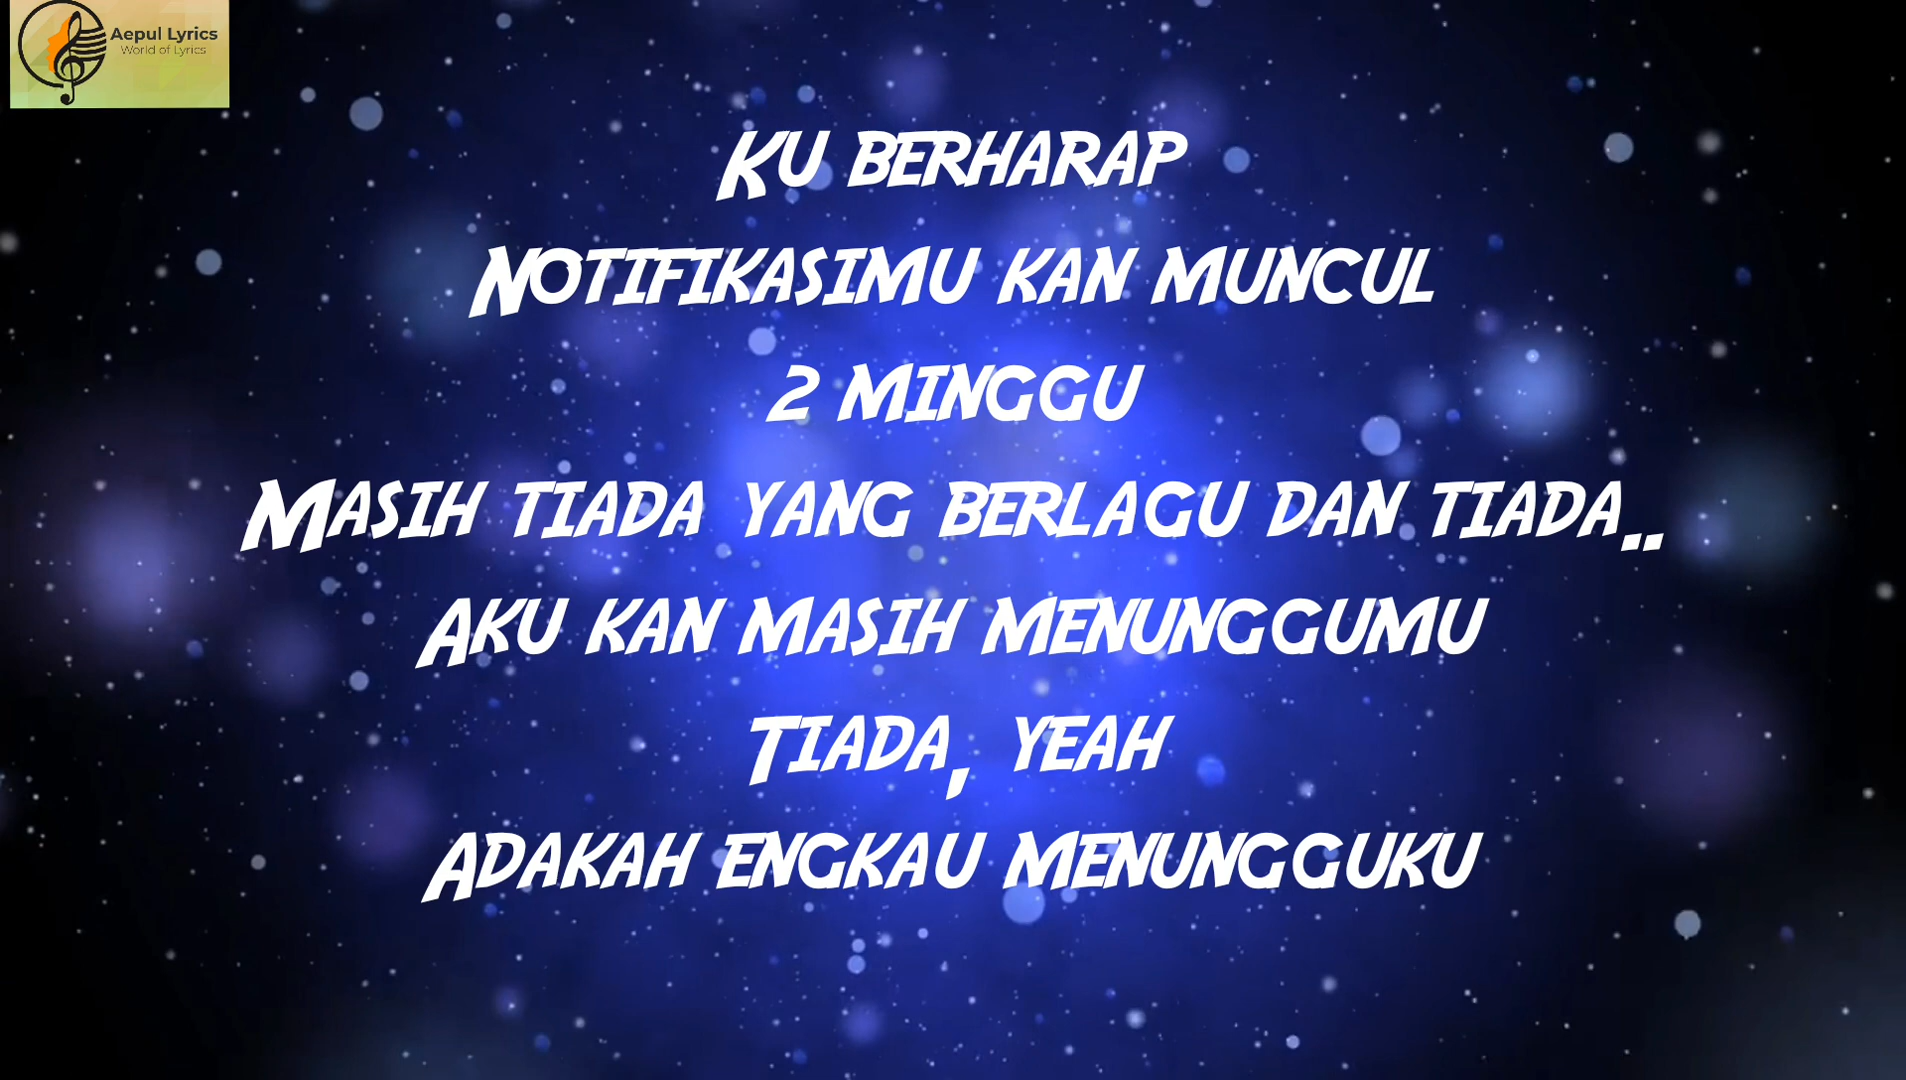 Aepul Lyrics
World of Lyrics
Ku berharap
Notifikasimu kan muncul
2 minggu
Masih tiada yang berlagu dan tiada..
Aku kan masih menunggumu
Tiada, yeah
Adakah engkau menungguku